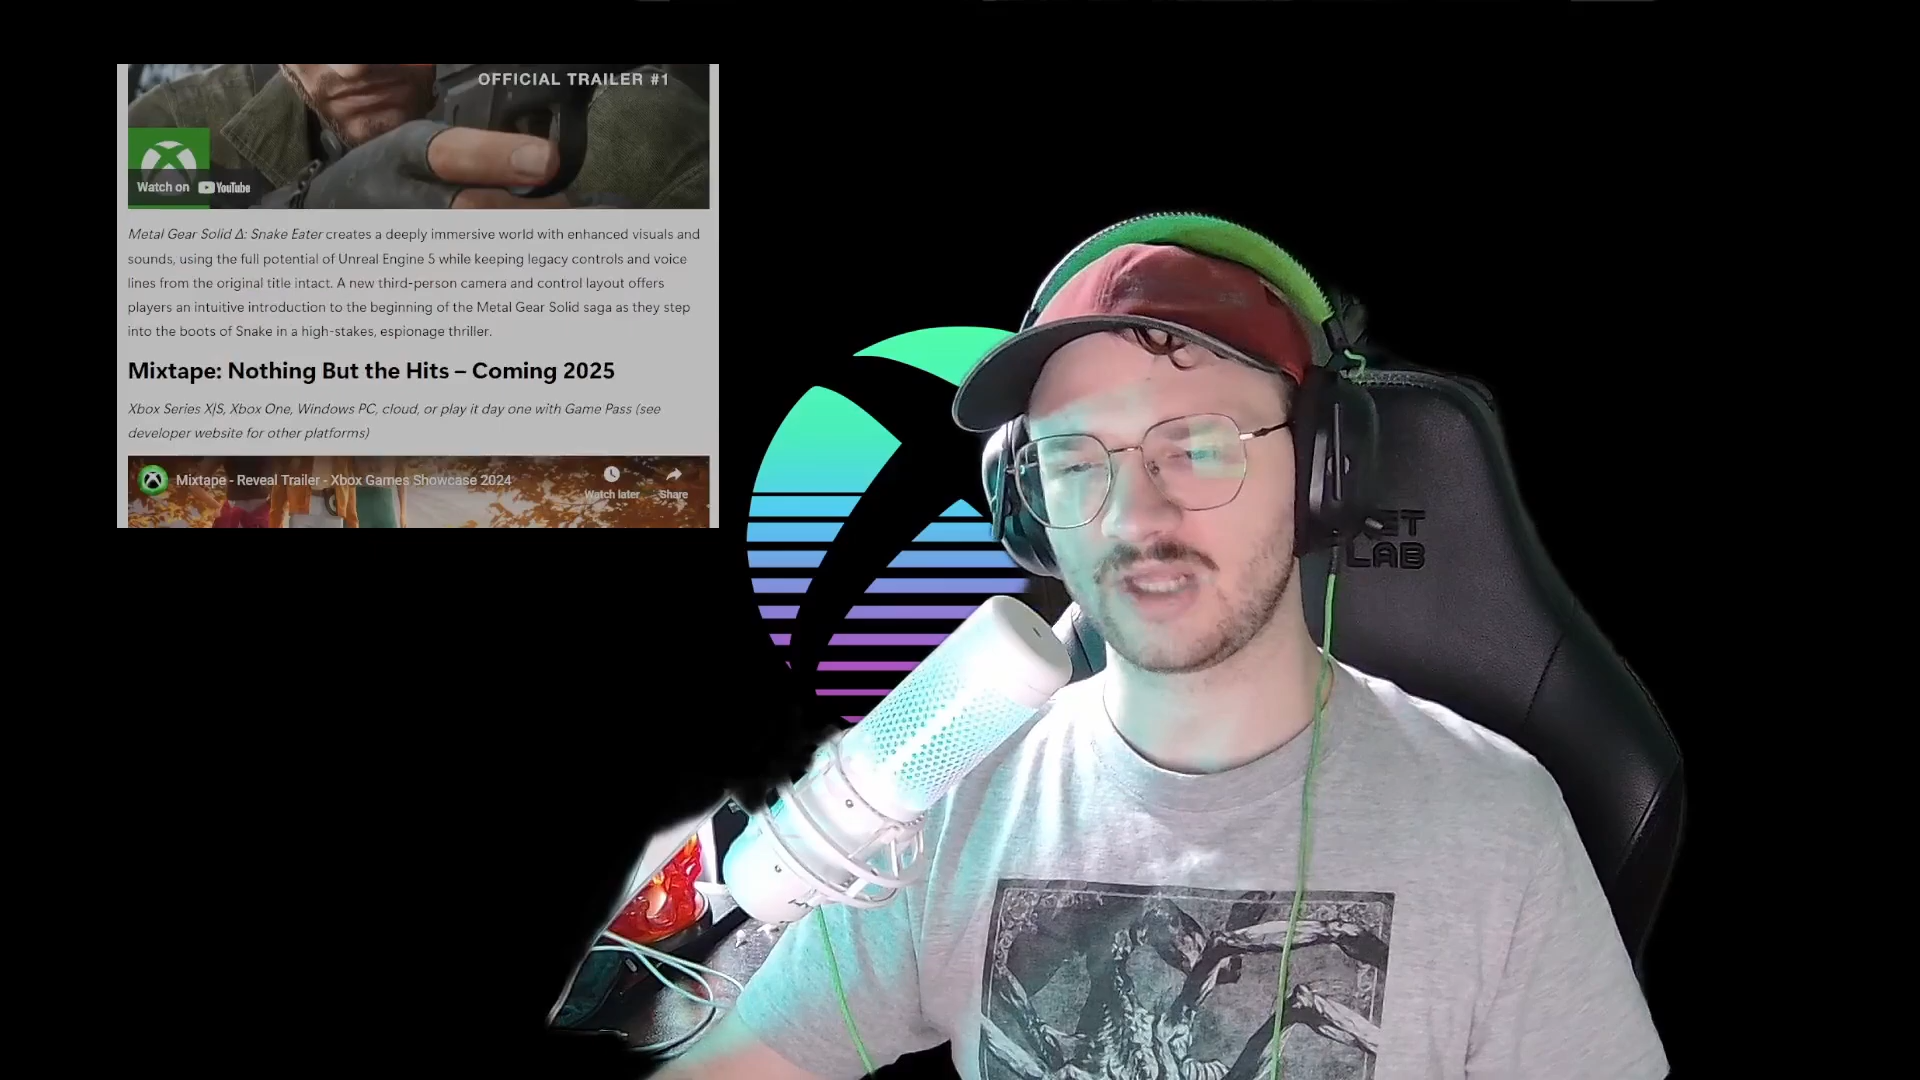 OFFICIAL TRAILER #1
Watch on YouTube
Metal Gear Solid Δ: Snake Eater creates a deeply immersive world with enhanced visuals and
sounds, using the full potential of Unreal Engine 5 while keeping legacy controls and voice
lines from the original title intact. A new third-person camera and control layout offers
players an intuitive introduction to the beginning of the Metal Gear Solid saga as they step
into the boots of Snake in a high-stakes, espionage thriller.
Mixtape: Nothing But the Hits – Coming 2025
Xbox Series X|S, Xbox One, Windows PC, cloud, or play it day one with Game Pass (see
developer website for other platforms)
Mixtape - Reveal Trailer - Xbox Games Showcase 2024
Watch later
Share
LAB